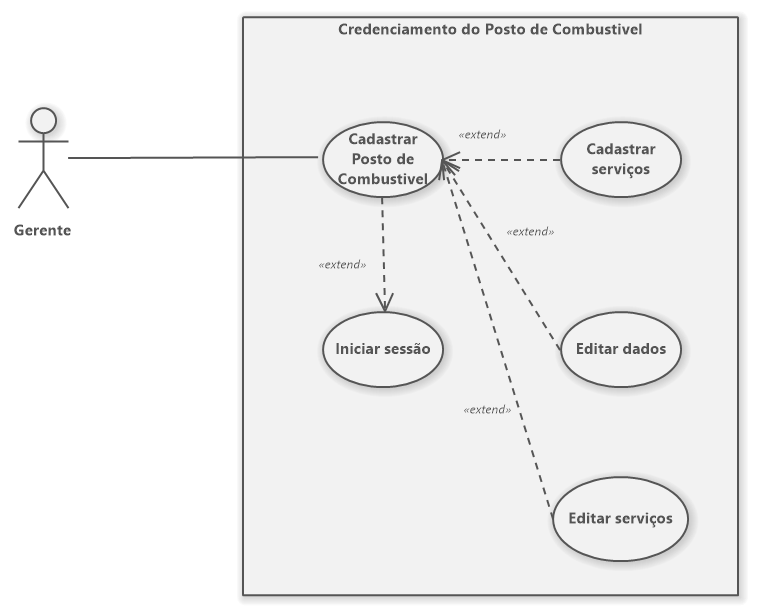 Credenciamento do Posto de Combustivel
Cadastrar
Posto de
Combustivel
«extend»
Cadastrar
serviços
Gerente
«extend»
«extend»
Iniciar sessão
Editar dados
«extend»
Editar serviços